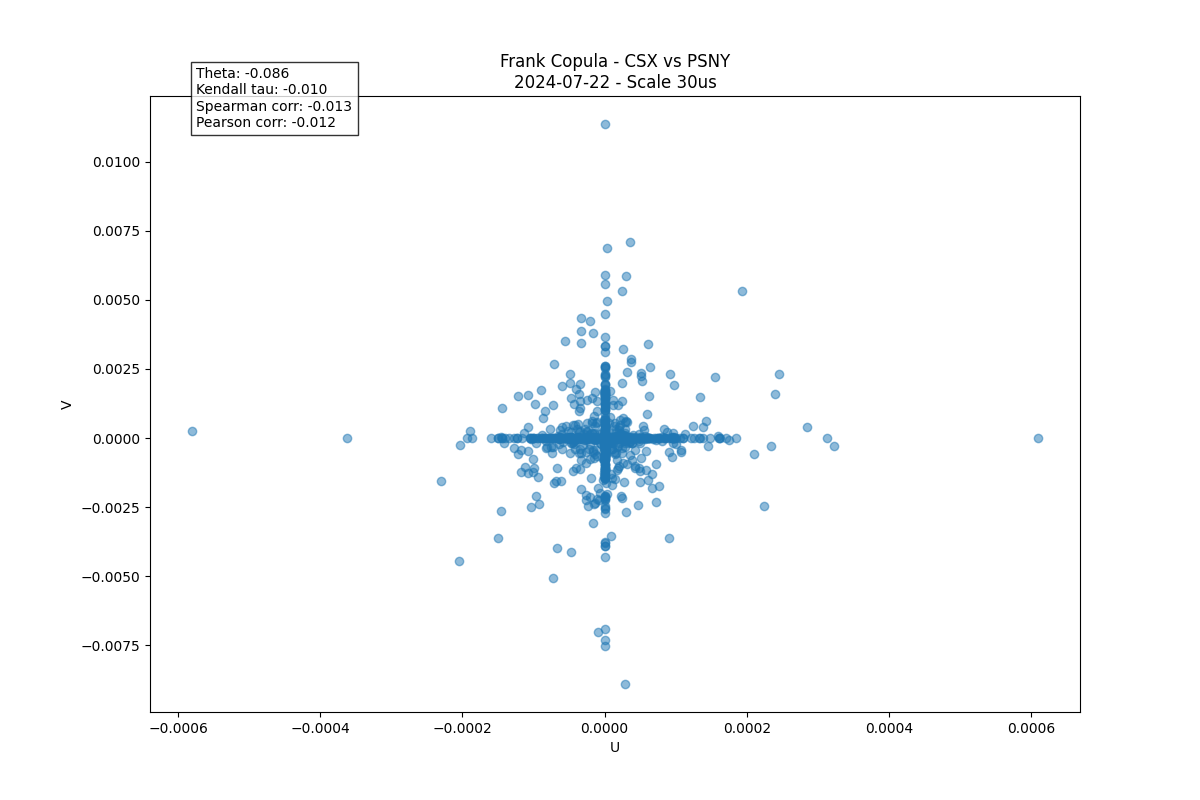 Frank Copula - CSX vs PSNY
2024-07-22 - Scale 30us
Theta: -0.086
Kendall tau: -0.010
Spearman corr: -0.013
Pearson corr: -0.012
0.0100
0.0075
0.0050
0.0025
0.0000
−0.0025
−0.0050
−0.0075
V
−0.0006 −0.0004 −0.0002 0.0000 0.0002 0.0004 0.0006
U